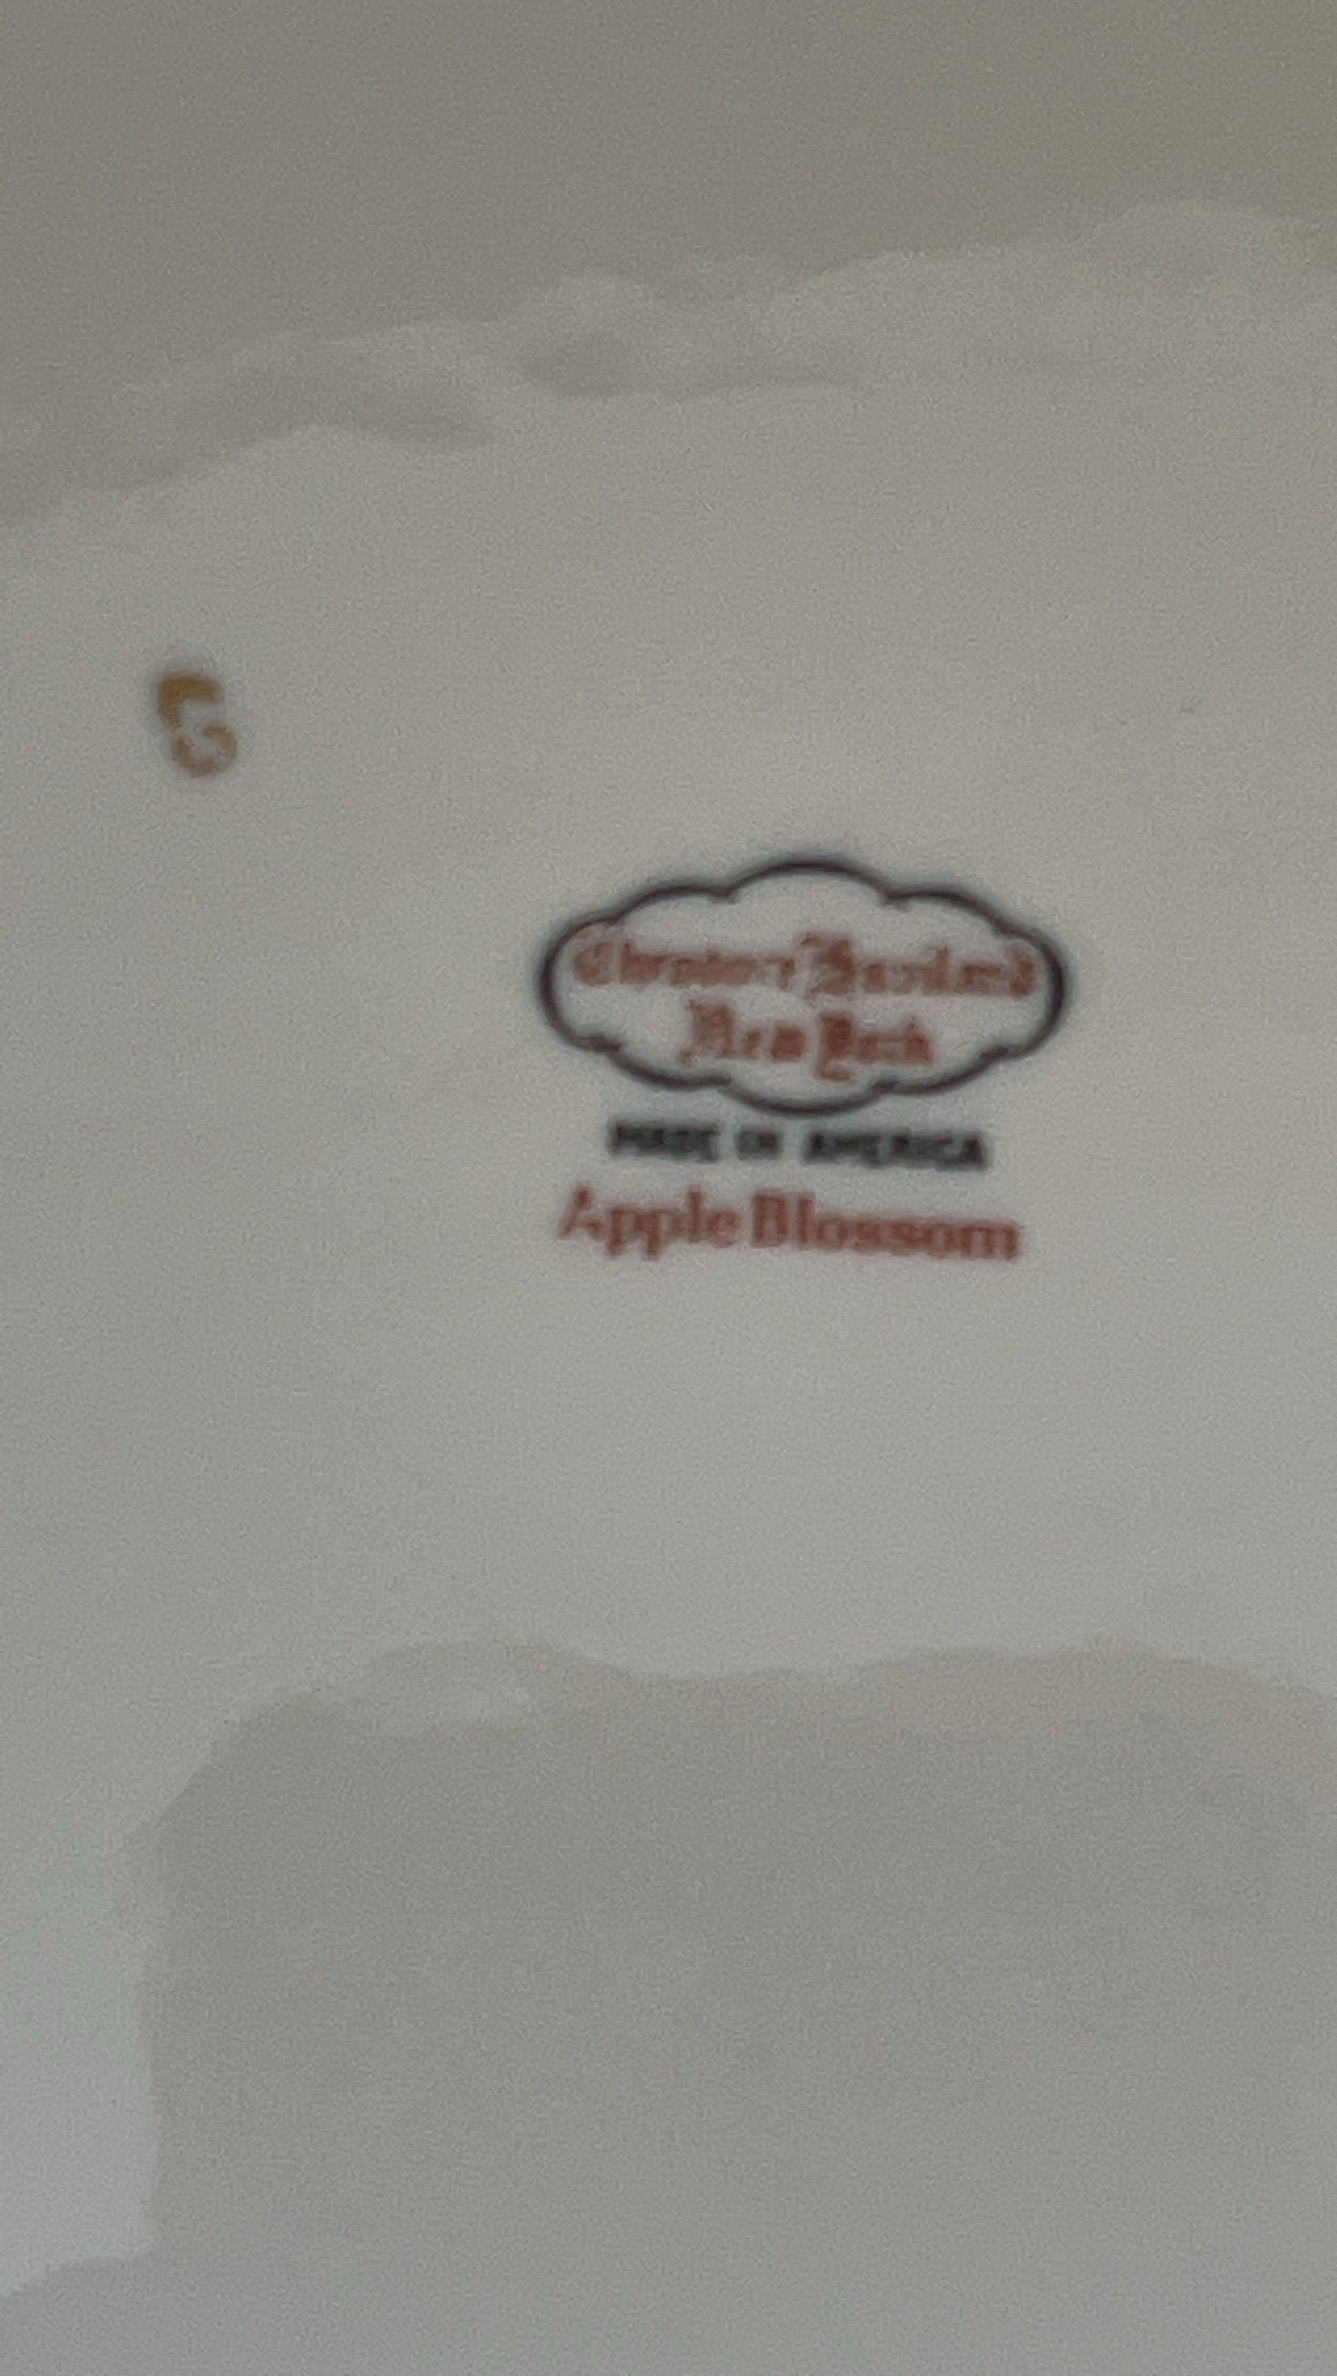 G
Theodore Haviland
New York
MADE IN AMERICA
Apple Blossom